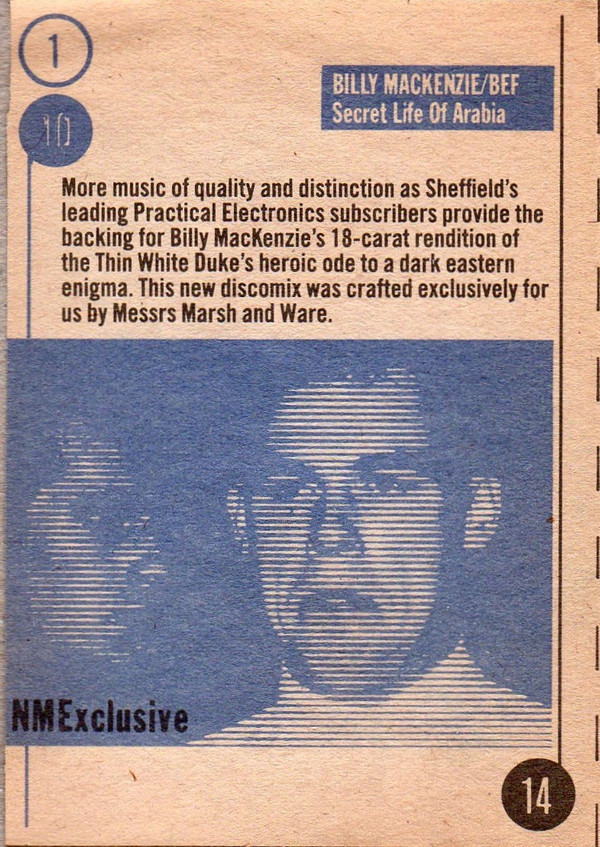 1
10
BILLY MACKENZIE/BEF
Secret Life Of Arabia
More music of quality and distinction as Sheffield's
leading Practical Electronics subscribers provide the
backing for Billy MacKenzie's 18-carat rendition of
the Thin White Duke's heroic ode to a dark eastern
enigma. This new discomix was crafted exclusively for
us by Messrs Marsh and Ware.
NMExclusive
14